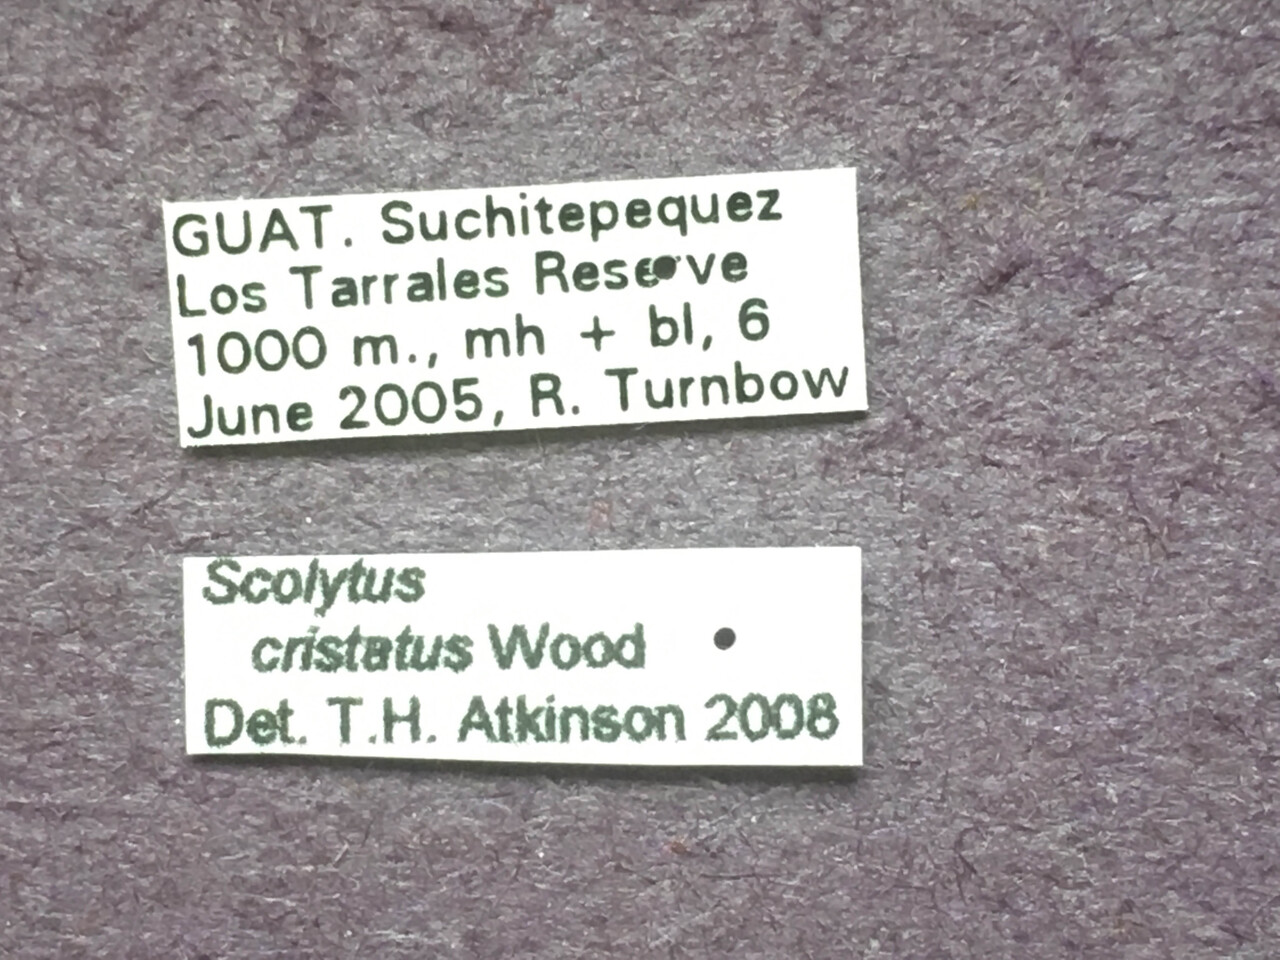 GUAT. Suchitepequez
Los Tarrales Reserve
1000 m., mh + bl, 6
June 2005, R. Turnbow
Scolytus
cristatus Wood
Det. T.H. Atkinson 2008